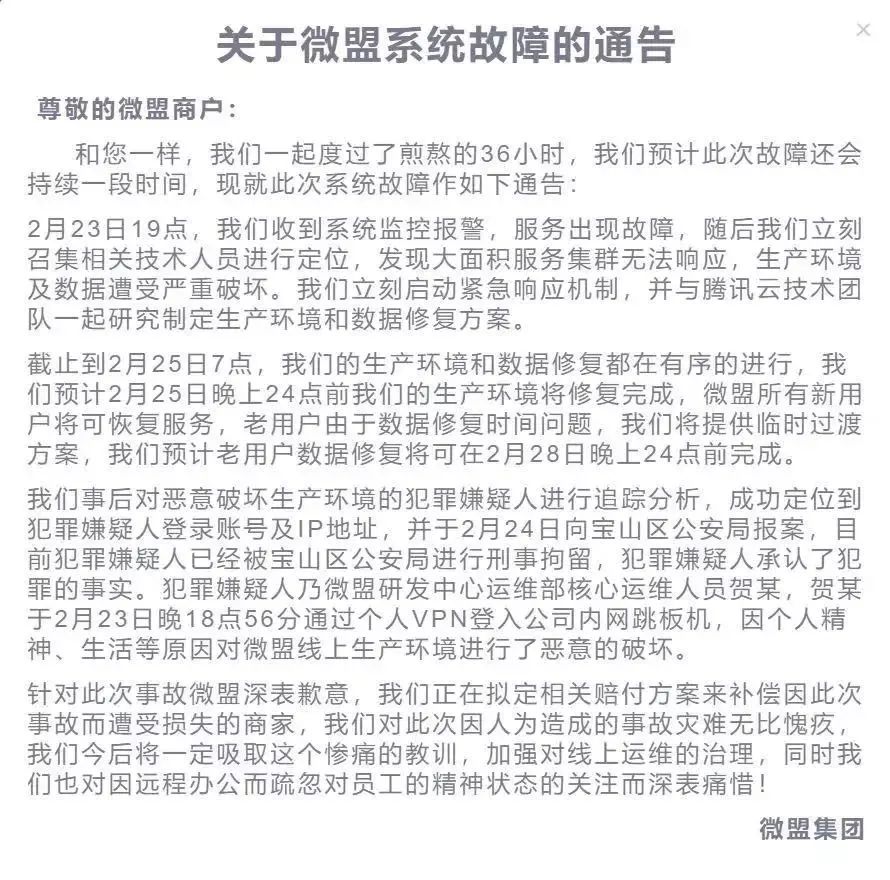 关于微盟系统故障的通告
尊敬的微盟商户：
和您一样，我们一起度过了煎熬的36小时，我们预计此次故障还会
持续一段时间，现就此次系统故障作如下通告：
2月23日19点，我们收到系统监控报警，服务出现故障，随后我们立刻
召集相关技术人员进行定位，发现大面积服务集群无法响应，生产环境
及数据遭受严重破坏。我们立刻启动紧急响应机制，并与腾讯云技术团
队一起研究制定生产环境和数据修复方案。
截止到2月25日7点，我们的生产环境和数据修复都在有序的进行，我
们预计2月25日晚上24点前我们的生产环境将修复完成，微盟所有新用
户将可恢复服务，老用户由于数据修复时间问题，我们将提供临时过渡
方案，我们预计老用户数据修复将可在2月28日晚上24点前完成。
我们事后对恶意破坏生产环境的犯罪嫌疑人进行追踪分析，成功定位到
犯罪嫌疑人登录账号及IP地址，并于2月24日向宝山区公安局报案，目
前犯罪嫌疑人已经被宝山区公安局进行刑事拘留，犯罪嫌疑人承认了犯
罪的事实。犯罪嫌疑人乃微盟研发中心运维部核心运维人员贺某，贺某
于2月23日晚18点56分通过个人VPN登入公司内网跳板机，因个人精
神、生活等原因对微盟线上生产环境进行了恶意的破坏。
针对此次事故微盟深表歉意，我们正在拟定相关赔付方案来补偿因此次
事故而遭受损失的商家，我们对此次因人为造成的事故灾难无比愧疚，
我们今后将一定吸取这个惨痛的教训，加强对线上运维的治理，同时我
们也对因远程办公而疏忽对员工的精神状态的关注而深表痛惜！
微盟集团